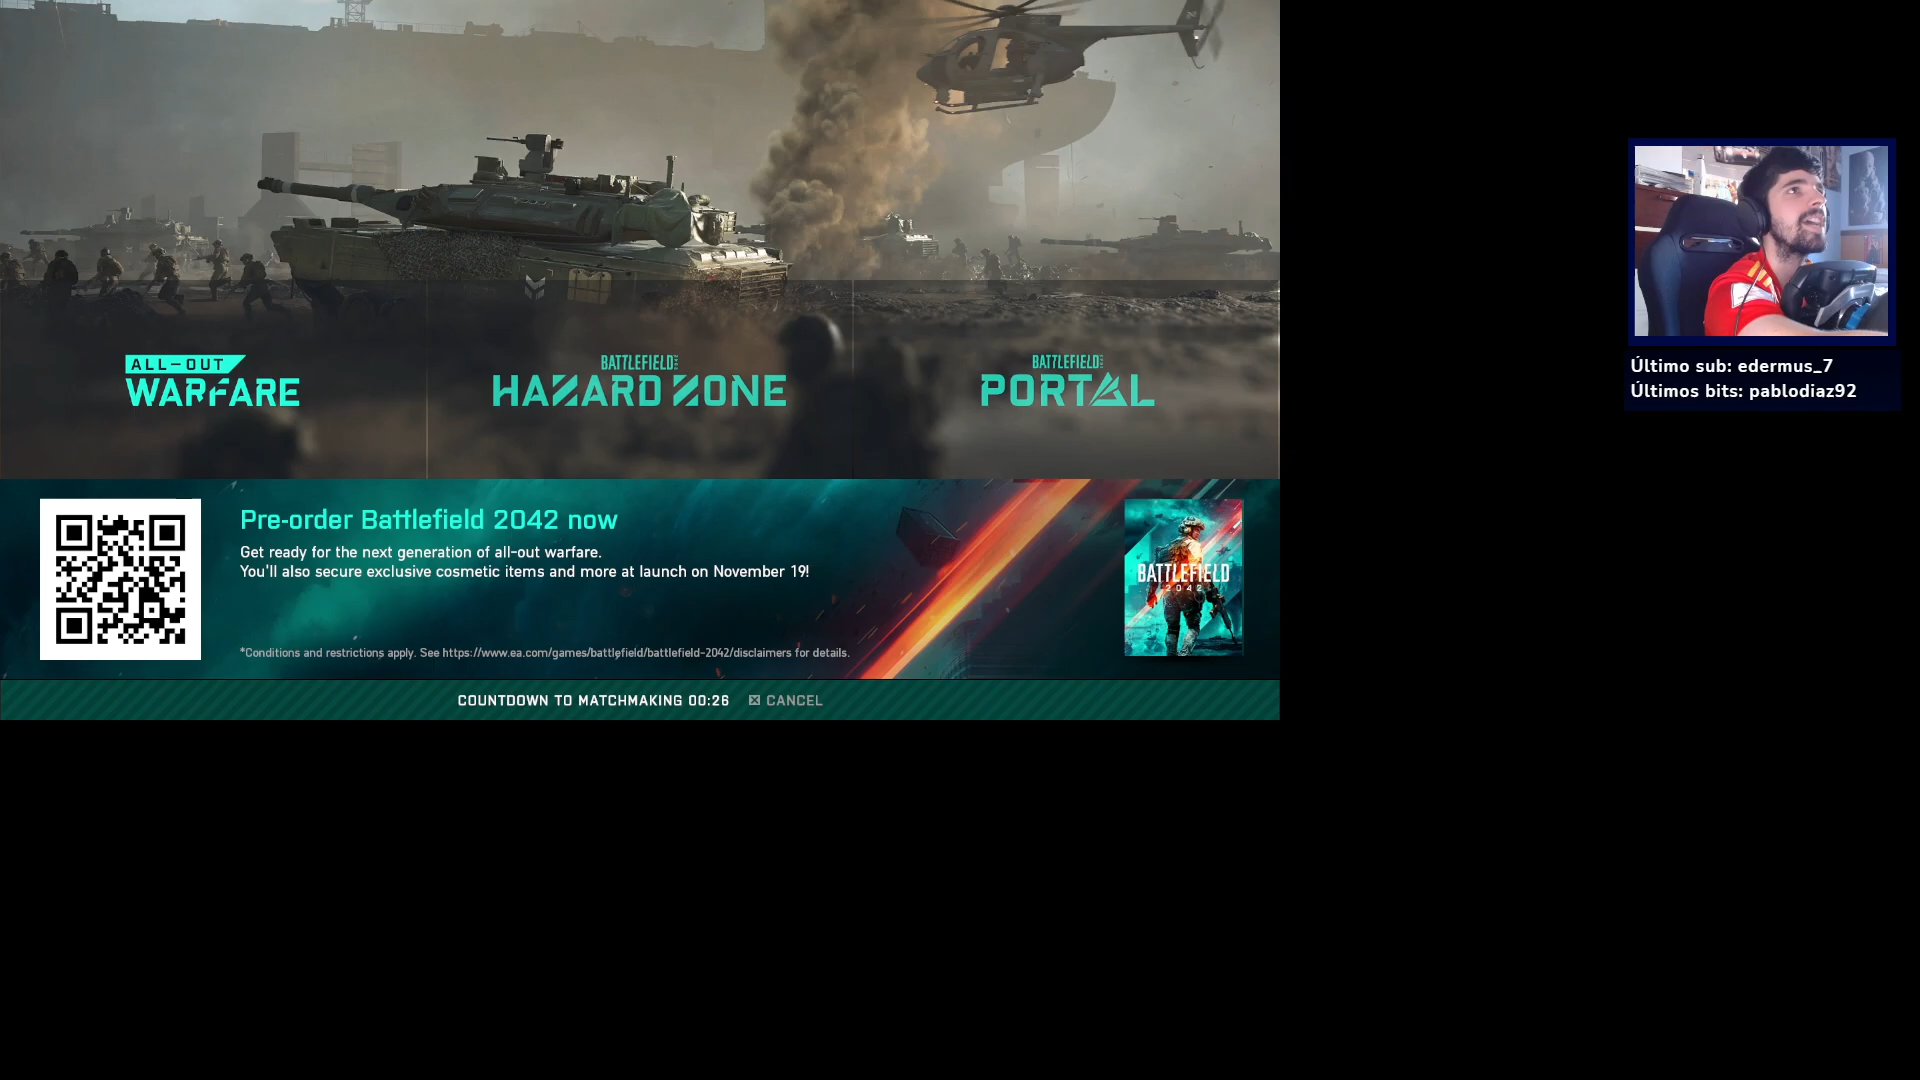 ALL-OUT
WARFARE
BATTLEFIELD
HAZARD ZONE
BATTLEFIELD
PORTAL
Pre-order Battlefield 2042 now
Get ready for the next generation of all-out warfare.
You'll also secure exclusive cosmetic items and more at launch on November 19!
*Conditions and restrictions apply. See https://www.ea.com/games/battlefield/battlefield-2042/disclaimers for details.
BATTLEFIELD
2042
COUNTDOWN TO MATCHMAKING 00:26 CANCEL
Último sub: edermus_7
Últimos bits: pablodiaz92